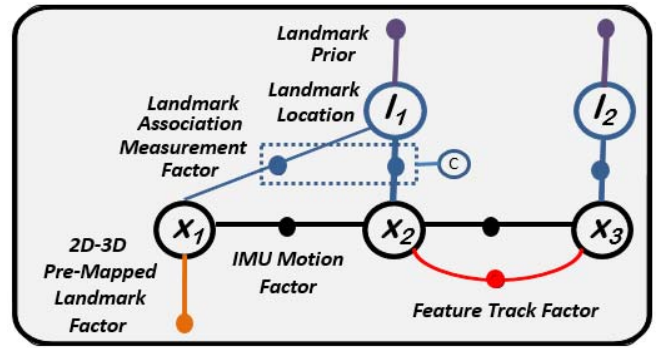 Landmark
Prior
Landmark
Location
l1
l2
Landmark
Association
Measurement
Factor
C
x1
x2
x3
2D-3D
Pre-Mapped
Landmark
Factor
IMU Motion
Factor
Feature Track Factor